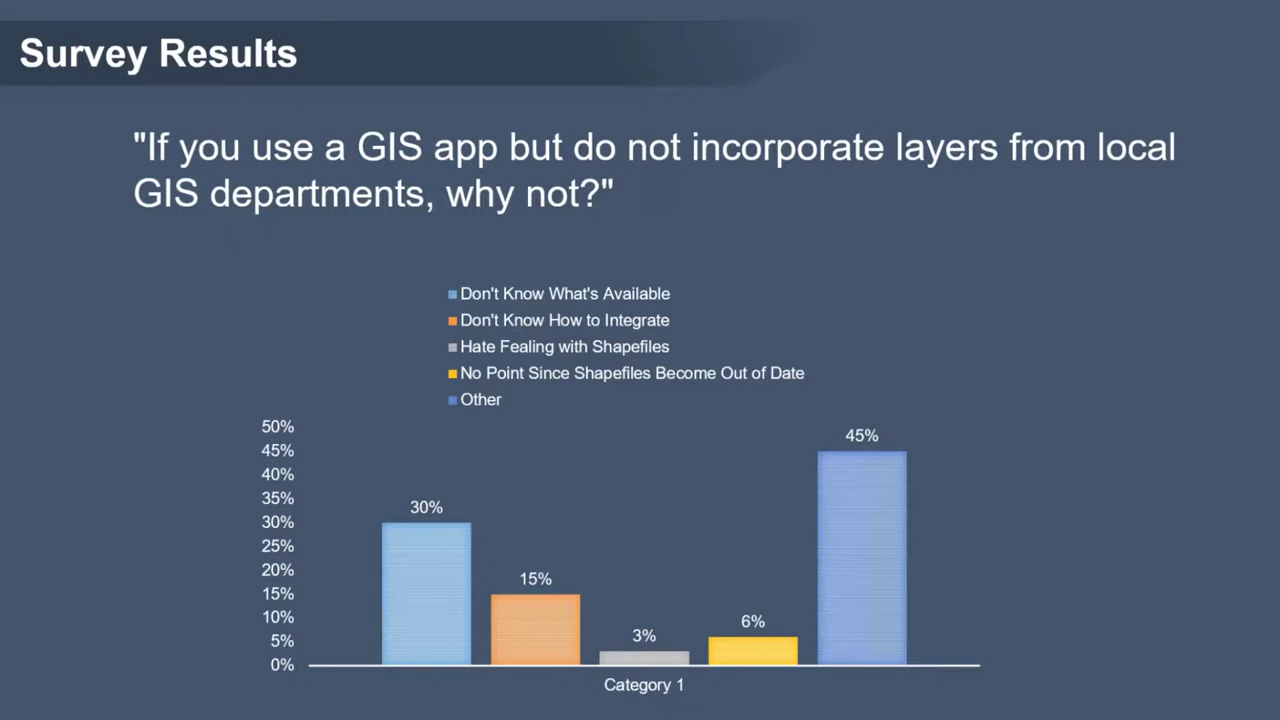 Survey Results
"If you use a GIS app but do not incorporate layers from local
GIS departments, why not?"
Don't Know What's Available
Don't Know How to Integrate
Hate Fealing with Shapefiles
No Point Since Shapefiles Become Out of Date
Other
50%
45%
40%
35%
30%
25%
20%
15%
10%
5%
0%
30%
15%
3%
6%
45%
Category 1